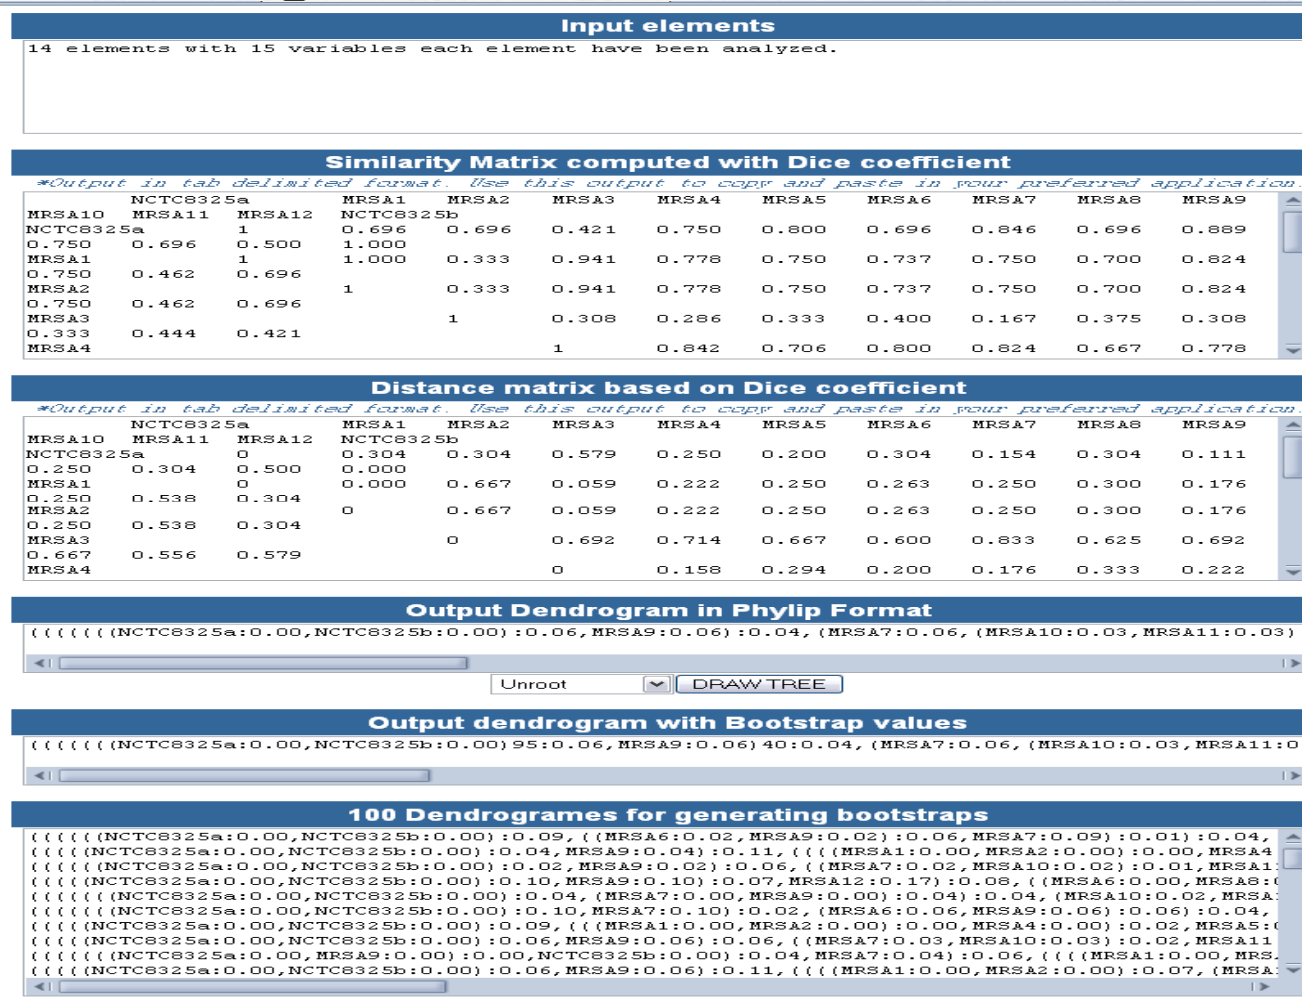 Input elements
14 elements with 15 variables each element have been analyzed.
Similarity Matrix computed with Dice coefficient
*Output in tab delimited format. Use this output to copy and paste in your preferred application.
NCTC8325a MRSA1 MRSA2 MRSA3 MRSA4 MRSA5 MRSA6 MRSA7 MRSA8 MRSA9
MRSA10 MRSA11 MRSA12 NCTC8325b
NCTC8325a 1 0.696 0.696 0.421 0.750 0.800 0.696 0.846 0.696 0.889
0.750 0.696 0.500 1.000
MRSA1 1 1.000 0.333 0.941 0.778 0.750 0.737 0.750 0.700 0.824
0.750 0.462 0.696
MRSA2 1 0.333 0.941 0.778 0.750 0.737 0.750 0.700 0.824
0.750 0.462 0.696
MRSA3 1 0.308 0.286 0.333 0.400 0.167 0.375 0.308
0.333 0.444 0.421
MRSA4 1 0.842 0.706 0.800 0.824 0.667 0.778
Distance matrix based on Dice coefficient
*Output in tab delimited format. Use this output to copy and paste in your preferred application.
NCTC8325a MRSA1 MRSA2 MRSA3 MRSA4 MRSA5 MRSA6 MRSA7 MRSA8 MRSA9
MRSA10 MRSA11 MRSA12 NCTC8325b
NCTC8325a 0 0.304 0.304 0.579 0.250 0.200 0.304 0.154 0.304 0.111
0.250 0.304 0.500 0.000
MRSA1 0 0.000 0.667 0.059 0.222 0.250 0.263 0.250 0.300 0.176
0.250 0.538 0.304
MRSA2 0 0.667 0.059 0.222 0.250 0.263 0.250 0.300 0.176
0.250 0.538 0.304
MRSA3 0 0.692 0.714 0.667 0.600 0.833 0.625 0.692
0.667 0.556 0.579
MRSA4 0 0.158 0.294 0.200 0.176 0.333 0.222
Output Dendrogram in Phylip Format
(((((((NCTC8325a:0.00,NCTC8325b:0.00):0.06,MRSA9:0.06):0.04,(MRSA7:0.06,(MRSA10:0.03,MRSA11:0.03)
Unroot DRAW TREE
Output dendrogram with Bootstrap values
(((((((NCTC8325a:0.00,NCTC8325b:0.00)95:0.06,MRSA9:0.06)40:0.04,(MRSA7:0.06,(MRSA10:0.03,MRSA11:0
100 Dendrogrames for generating bootstraps
((((((NCTC8325a:0.00,NCTC8325b:0.00):0.09,((MRSA6:0.02,MRSA9:0.02):0.06,MRSA7:0.09):0.01):0.04,
(((((NCTC8325a:0.00,NCTC8325b:0.00):0.04,MRSA9:0.04):0.11,((((MRSA1:0.00,MRSA2:0.00):0.00,MRSA4
(((((((NCTC8325a:0.00,NCTC8325b:0.00):0.02,MRSA9:0.02):0.06,(MRSA7:0.02,MRSA10:0.02):0.01,MRSA1
(((((NCTC8325a:0.00,NCTC8325b:0.00):0.10,MRSA9:0.10):0.07,MRSA12:0.17):0.08,((MRSA6:0.00,MRSA8:
((((((NCTC8325a:0.00,NCTC8325b:0.00):0.04,(MRSA7:0.00,MRSA9:0.00):0.04):0.04,(MRSA10:0.02,MRSA
(((((((NCTC8325a:0.00,NCTC8325b:0.00):0.10,MRSA7:0.10):0.02,(MRSA6:0.06,MRSA9:0.06):0.06):0.04,
((((((NCTC8325a:0.00,NCTC8325b:0.00):0.09,(((MRSA1:0.00,MRSA2:0.00):0.00,MRSA4:0.00):0.02,MRSA5:
((((((NCTC8325a:0.00,NCTC8325b:0.00):0.06,MRSA9:0.06):0.06,((MRSA7:0.03,MRSA10:0.03):0.02,MRSA11
(((((((NCTC8325a:0.00,MRSA9:0.00):0.00,NCTC8325b:0.00):0.04,MRSA7:0.04):0.06,((((MRSA1:0.00,MRS
(((((NCTC8325a:0.00,NCTC8325b:0.00):0.06,MRSA9:0.06):0.11,((((MRSA1:0.00,MRSA2:0.00):0.07,(MRSA